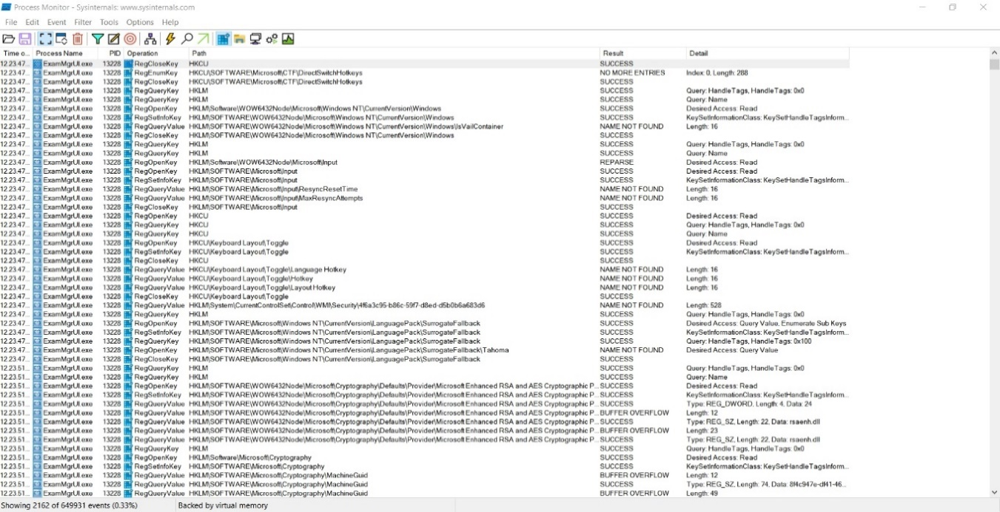 Process Monitor - Sysinternals: www.sysinternals.com
File Edit Event Filter Tools Options Help
Time o... Process Name PID Operation Path Result Detail
12.23.47... ExamMgrUI.exe 13228 RegCloseKey HKCU SUCCESS
12.23.47... ExamMgrUI.exe 13228 RegEnumKey HKCU\SOFTWARE\Microsoft\CTF\DirectSwitchHotkeys NO MORE ENTRIES Index: 0, Length: 288
12.23.47... ExamMgrUI.exe 13228 RegCloseKey HKCU\SOFTWARE\Microsoft\CTF\DirectSwitchHotkeys SUCCESS
12.23.47... ExamMgrUI.exe 13228 RegQueryKey HKLM SUCCESS Query: HandleTags, HandleTags: 0x0
12.23.47... ExamMgrUI.exe 13228 RegQueryKey HKLM SUCCESS Query: Name
12.23.47... ExamMgrUI.exe 13228 RegOpenKey HKLM\Software\WOW6432Node\Microsoft\Windows NT\CurrentVersion\Windows SUCCESS Desired Access: Read
12.23.47... ExamMgrUI.exe 13228 RegSetInfoKey HKLM\SOFTWARE\WOW6432Node\Microsoft\Windows NT\CurrentVersion\Windows SUCCESS KeySetInformationClass: KeySetHandleTagsInform...
12.23.47... ExamMgrUI.exe 13228 RegQueryValue HKLM\SOFTWARE\WOW6432Node\Microsoft\Windows NT\CurrentVersion\Windows\IsVailContainer NAME NOT FOUND Length: 16
12.23.47... ExamMgrUI.exe 13228 RegCloseKey HKLM\SOFTWARE\WOW6432Node\Microsoft\Windows NT\CurrentVersion\Windows SUCCESS
12.23.47... ExamMgrUI.exe 13228 RegQueryKey HKLM SUCCESS Query: HandleTags, HandleTags: 0x0
12.23.47... ExamMgrUI.exe 13228 RegQueryKey HKLM SUCCESS Query: Name
12.23.47... ExamMgrUI.exe 13228 RegOpenKey HKLM\Software\WOW6432Node\Microsoft\Input REPARSE Desired Access: Read
12.23.47... ExamMgrUI.exe 13228 RegOpenKey HKLM\SOFTWARE\Microsoft\Input SUCCESS Desired Access: Read
12.23.47... ExamMgrUI.exe 13228 RegSetInfoKey HKLM\SOFTWARE\Microsoft\Input SUCCESS KeySetInformationClass: KeySetHandleTagsInform...
12.23.47... ExamMgrUI.exe 13228 RegQueryValue HKLM\SOFTWARE\Microsoft\Input\ResyncResetTime NAME NOT FOUND Length: 16
12.23.47... ExamMgrUI.exe 13228 RegQueryValue HKLM\SOFTWARE\Microsoft\Input\MaxResyncAttempts NAME NOT FOUND Length: 16
12.23.47... ExamMgrUI.exe 13228 RegCloseKey HKLM\SOFTWARE\Microsoft\Input SUCCESS
12.23.47... ExamMgrUI.exe 13228 RegOpenKey HKCU SUCCESS Desired Access: Read
12.23.47... ExamMgrUI.exe 13228 RegQueryKey HKCU SUCCESS Query: HandleTags, HandleTags: 0x0
12.23.47... ExamMgrUI.exe 13228 RegQueryKey HKCU SUCCESS Query: Name
12.23.47... ExamMgrUI.exe 13228 RegOpenKey HKCU\Keyboard Layout\Toggle SUCCESS Desired Access: Read
12.23.47... ExamMgrUI.exe 13228 RegSetInfoKey HKCU\Keyboard Layout\Toggle SUCCESS KeySetInformationClass: KeySetHandleTagsInform...
12.23.47... ExamMgrUI.exe 13228 RegCloseKey HKCU SUCCESS
12.23.47... ExamMgrUI.exe 13228 RegQueryValue HKCU\Keyboard Layout\Toggle\Language Hotkey NAME NOT FOUND Length: 16
12.23.47... ExamMgrUI.exe 13228 RegQueryValue HKCU\Keyboard Layout\Toggle\Hotkey NAME NOT FOUND Length: 16
12.23.47... ExamMgrUI.exe 13228 RegQueryValue HKCU\Keyboard Layout\Toggle\Layout Hotkey NAME NOT FOUND Length: 16
12.23.47... ExamMgrUI.exe 13228 RegCloseKey HKCU\Keyboard Layout\Toggle SUCCESS
12.23.47... ExamMgrUI.exe 13228 RegQueryValue HKLM\System\CurrentControlSet\Control\WMI\Security\4f6a3c95-b86c-59f7-d8ed-d5b0b6a683d6 NAME NOT FOUND Length: 528
12.23.47... ExamMgrUI.exe 13228 RegQueryKey HKLM SUCCESS Query: HandleTags, HandleTags: 0x0
12.23.47... ExamMgrUI.exe 13228 RegOpenKey HKLM\SOFTWARE\Microsoft\Windows NT\CurrentVersion\LanguagePack\SurrogateFallback SUCCESS Desired Access: Query Value, Enumerate Sub Keys
12.23.47... ExamMgrUI.exe 13228 RegSetInfoKey HKLM\SOFTWARE\Microsoft\Windows NT\CurrentVersion\LanguagePack\SurrogateFallback SUCCESS KeySetInformationClass: KeySetHandleTagsInform...
12.23.47... ExamMgrUI.exe 13228 RegQueryKey HKLM\SOFTWARE\Microsoft\Windows NT\CurrentVersion\LanguagePack\SurrogateFallback SUCCESS Query: HandleTags, HandleTags: 0x100
12.23.47... ExamMgrUI.exe 13228 RegOpenKey HKLM\SOFTWARE\Microsoft\Windows NT\CurrentVersion\LanguagePack\SurrogateFallback\Tahoma NAME NOT FOUND Desired Access: Query Value
12.23.47... ExamMgrUI.exe 13228 RegCloseKey HKLM\SOFTWARE\Microsoft\Windows NT\CurrentVersion\LanguagePack\SurrogateFallback SUCCESS
12.23.51... ExamMgrUI.exe 13228 RegQueryKey HKLM SUCCESS Query: HandleTags, HandleTags: 0x0
12.23.51... ExamMgrUI.exe 13228 RegQueryKey HKLM SUCCESS Query: Name
12.23.51... ExamMgrUI.exe 13228 RegOpenKey HKLM\SOFTWARE\WOW6432Node\Microsoft\Cryptography\Defaults\Provider\Microsoft Enhanced RSA and AES Cryptographic P... SUCCESS Desired Access: Read
12.23.51... ExamMgrUI.exe 13228 RegSetInfoKey HKLM\SOFTWARE\WOW6432Node\Microsoft\Cryptography\Defaults\Provider\Microsoft Enhanced RSA and AES Cryptographic P... SUCCESS KeySetInformationClass: KeySetHandleTagsInform...
12.23.51... ExamMgrUI.exe 13228 RegQueryValue HKLM\SOFTWARE\WOW6432Node\Microsoft\Cryptography\Defaults\Provider\Microsoft Enhanced RSA and AES Cryptographic P... SUCCESS Type: REG_DWORD, Length: 4, Data: 24
12.23.51... ExamMgrUI.exe 13228 RegQueryValue HKLM\SOFTWARE\WOW6432Node\Microsoft\Cryptography\Defaults\Provider\Microsoft Enhanced RSA and AES Cryptographic P... BUFFER OVERFLOW Length: 12
12.23.51... ExamMgrUI.exe 13228 RegQueryValue HKLM\SOFTWARE\WOW6432Node\Microsoft\Cryptography\Defaults\Provider\Microsoft Enhanced RSA and AES Cryptographic P... SUCCESS Type: REG_SZ, Length: 22, Data: rsaenh.dll
12.23.51... ExamMgrUI.exe 13228 RegQueryValue HKLM\SOFTWARE\WOW6432Node\Microsoft\Cryptography\Defaults\Provider\Microsoft Enhanced RSA and AES Cryptographic P... BUFFER OVERFLOW Length: 23
12.23.51... ExamMgrUI.exe 13228 RegQueryValue HKLM\SOFTWARE\WOW6432Node\Microsoft\Cryptography\Defaults\Provider\Microsoft Enhanced RSA and AES Cryptographic P... SUCCESS Type: REG_SZ, Length: 22, Data: rsaenh.dll
12.23.51... ExamMgrUI.exe 13228 RegQueryKey HKLM SUCCESS Query: HandleTags, HandleTags: 0x0
12.23.51... ExamMgrUI.exe 13228 RegOpenKey HKLM\Software\Microsoft\Cryptography SUCCESS Desired Access: Read
12.23.51... ExamMgrUI.exe 13228 RegSetInfoKey HKLM\SOFTWARE\Microsoft\Cryptography SUCCESS KeySetInformationClass: KeySetHandleTagsInform...
12.23.51... ExamMgrUI.exe 13228 RegQueryValue HKLM\SOFTWARE\Microsoft\Cryptography\MachineGuid BUFFER OVERFLOW Length: 12
12.23.51... ExamMgrUI.exe 13228 RegQueryValue HKLM\SOFTWARE\Microsoft\Cryptography\MachineGuid SUCCESS Type: REG_SZ, Length: 74, Data: 8f4c947e-df41-46...
12.23.51... ExamMgrUI.exe 13228 RegQueryValue HKLM\SOFTWARE\Microsoft\Cryptography\MachineGuid BUFFER OVERFLOW Length: 49
Showing 2162 of 649931 events (0.33%) Backed by virtual memory